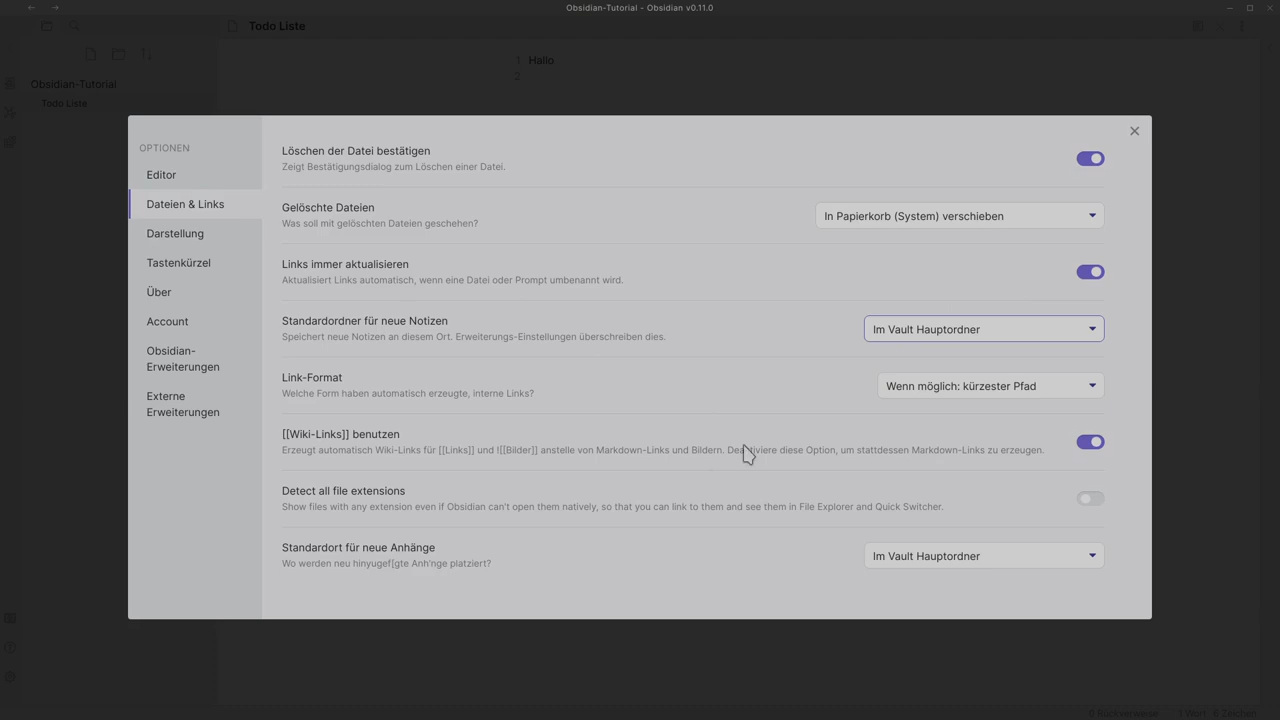 Obsidian-Tutorial - Obsidian v0.11.0
Todo Liste
Obsidian-Tutorial
Todo Liste
1 Hallo
2
OPTIONEN
Editor
Dateien & Links
Darstellung
Tastenkürzel
Über
Account
Obsidian-
Erweiterungen
Externe
Erweiterungen
Löschen der Datei bestätigen
Zeigt Bestätigungsdialog zum Löschen einer Datei.
Gelöschte Dateien
Was soll mit gelöschten Dateien geschehen?
In Papierkorb (System) verschieben
Links immer aktualisieren
Aktualisiert Links automatisch, wenn eine Datei oder Prompt umbenannt wird.
Standardordner für neue Notizen
Speichert neue Notizen an diesem Ort. Erweiterungs-Einstellungen überschreiben dies.
Im Vault Hauptordner
Link-Format
Welche Form haben automatisch erzeugte, interne Links?
Wenn möglich: kürzester Pfad
[[Wiki-Links]] benutzen
Erzeugt automatisch Wiki-Links für [[Links]] und ![[Bilder]] anstelle von Markdown-Links und Bildern. Deaktiviere diese Option, um stattdessen Markdown-Links zu erzeugen.
Detect all file extensions
Show files with any extension even if Obsidian can't open them natively, so that you can link to them and see them in File Explorer and Quick Switcher.
Standardort für neue Anhänge
Wo werden neu hinyugef[gte Anh'nge platziert?
Im Vault Hauptordner
0 Rückverweise 1 Wort 6 Zeichen